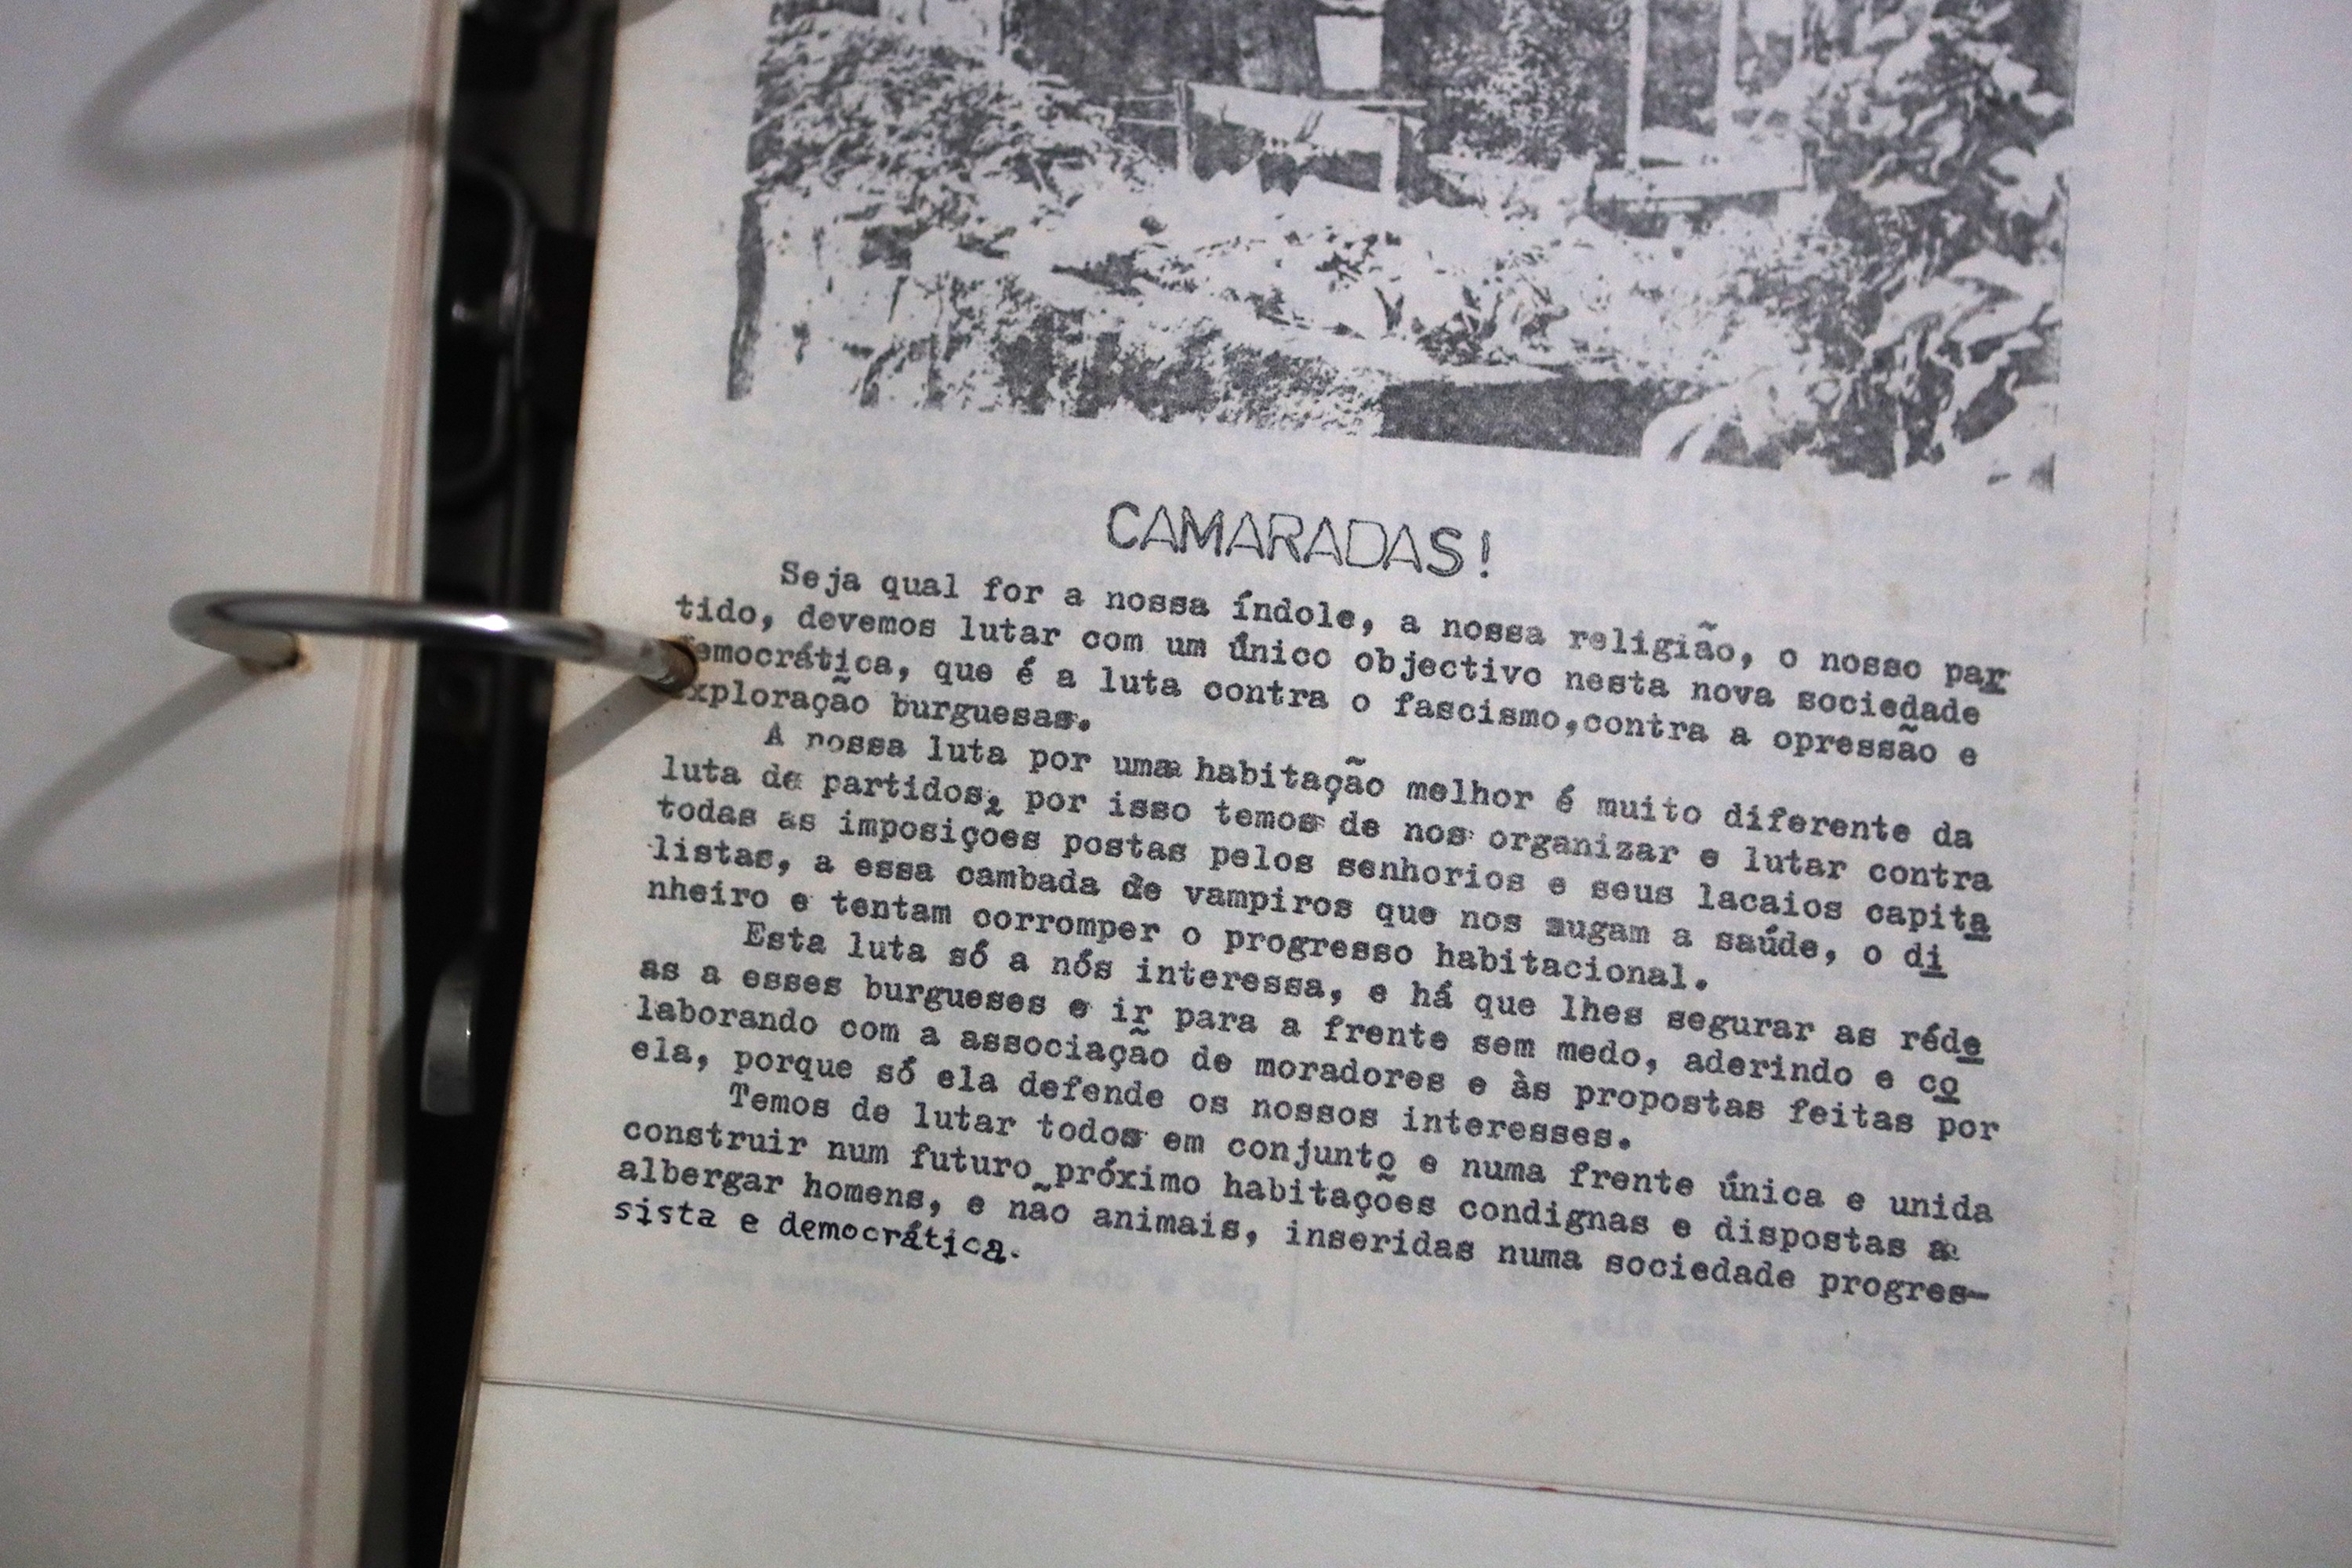 CAMARADAS!
Seja qual for a nossa índole, a nossa religião, o nosso par
tido, devemos lutar com um único objectivo nesta nova sociedade
democrática, que é a luta contra o fascismo,contra a opressão e
exploração burguesas.
A nossa luta por uma habitação melhor é muito diferente da
luta de partidos, por isso temos de nos organizar e lutar contra
todas as imposições postas pelos senhorios e seus lacaios capita
listas, a essa cambada de vampiros que nos sugam a saúde, o di
nheiro e tentam corromper o progresso habitacional.
Esta luta só a nós interessa, e há que lhes segurar as réde
as a esses burgueses e ir para a frente sem medo, aderindo e co
laborando com a associação de moradores e às propostas feitas por
ela, porque só ela defende os nossos interesses.
Temos de lutar todos em conjunto e numa frente única e unida
construir num futuro próximo habitações condignas e dispostas a
albergar homens, e não animais, inseridas numa sociedade progres-
sista e democrática.